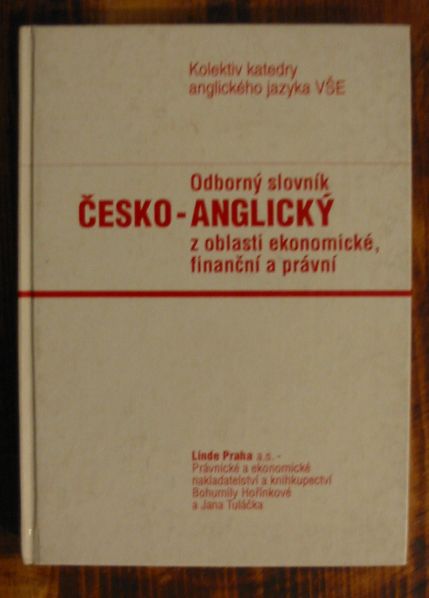 Kolektiv katedry
anglického jazyka VŠE
Odborný slovník
ČESKO-ANGLICKÝ
z oblasti ekonomické,
finanční a právní
Linde Praha a.s. -
Právnické a ekonomické
nakladatelství a knihkupectví
Bohumily Hořínkové
a Jana Tuláčka